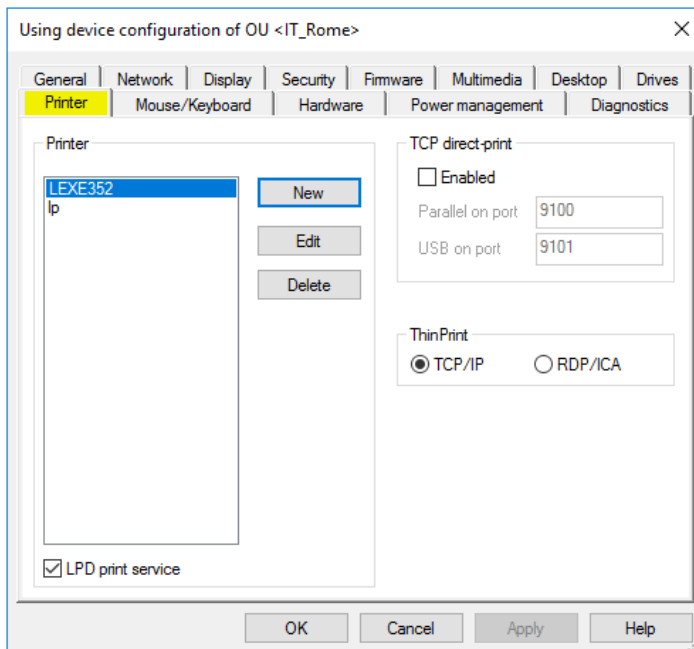 Using device configuration of OU <IT_Rome>
General Network Display Security Firmware Multimedia Desktop Drives
Printer Mouse/Keyboard Hardware Power management Diagnostics
Printer
LEXE352
lp
New
Edit
Delete
LPD print service
TCP direct-print
Enabled
Parallel on port 9100
USB on port 9101
ThinPrint
TCP/IP RDP/ICA
OK Cancel Apply Help